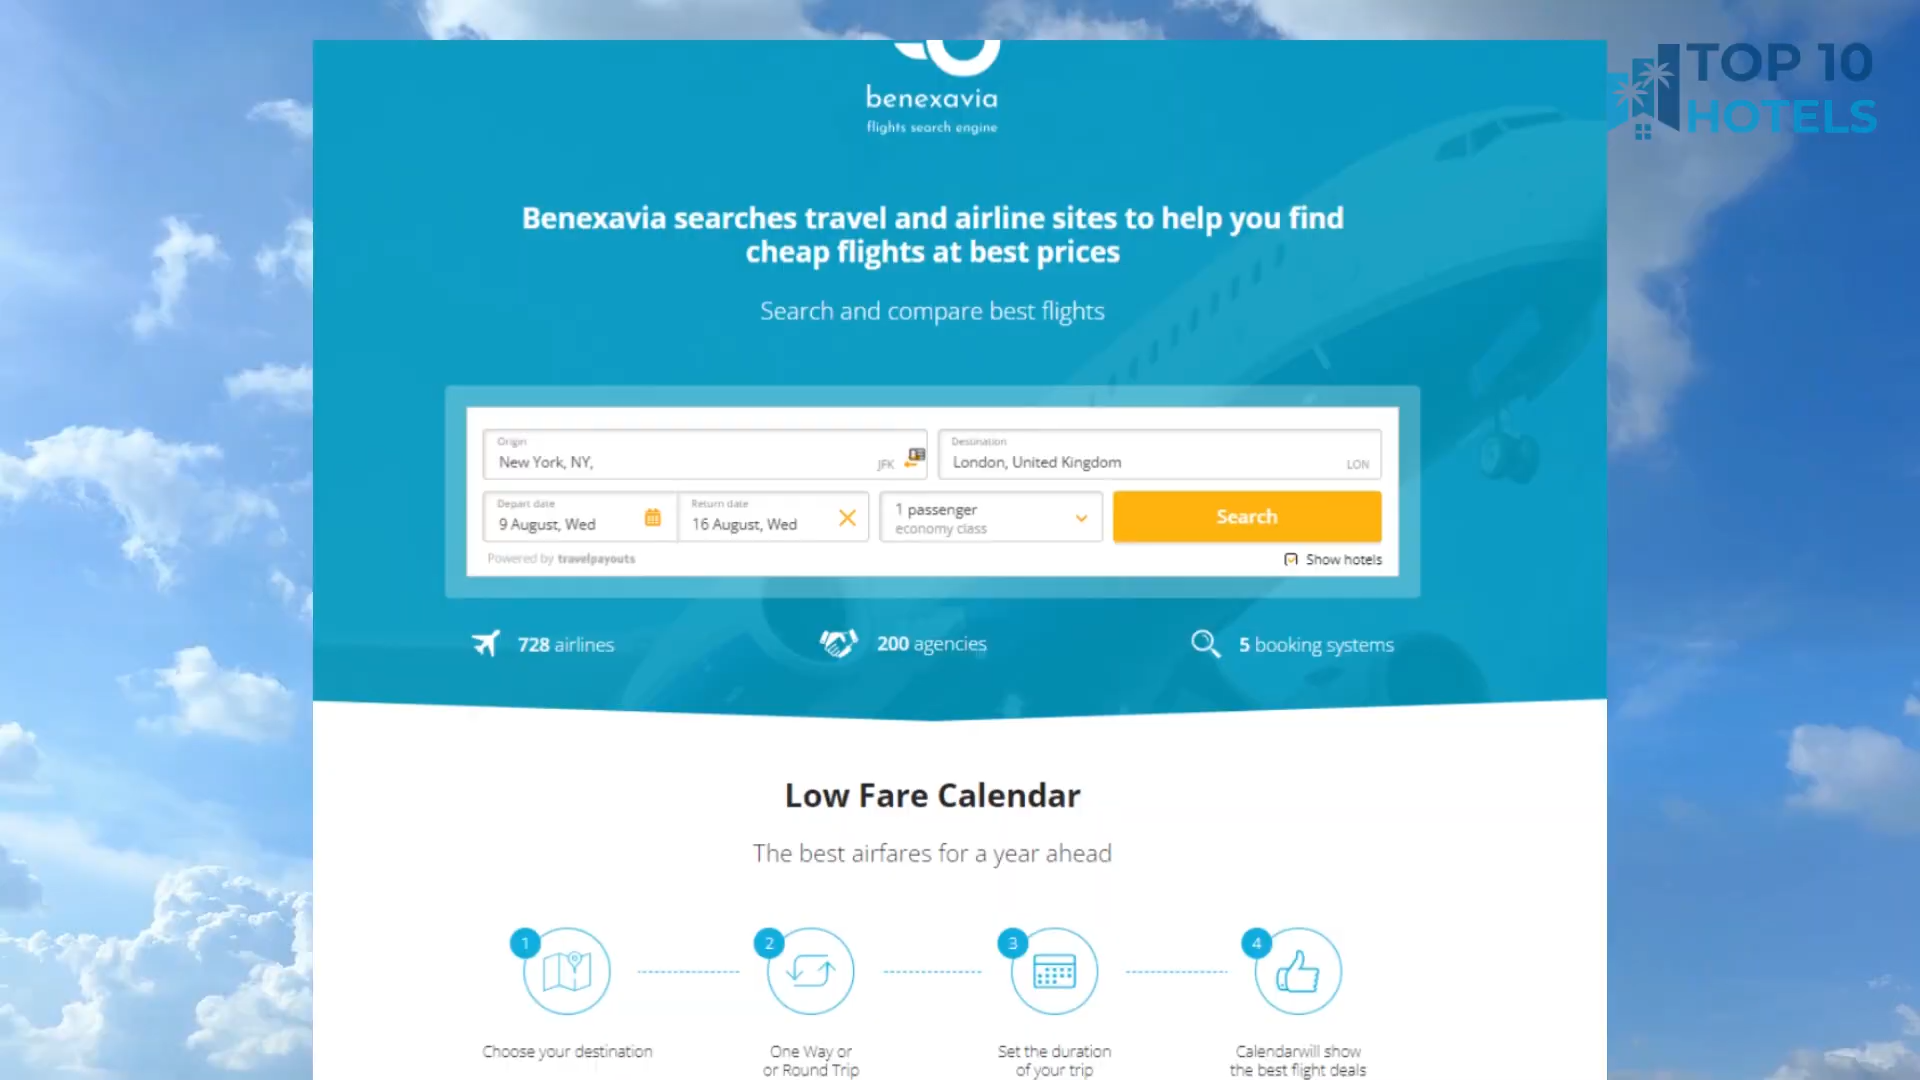 TOP 10
HOTELS
benexavia
flights search engine
Benexavia searches travel and airline sites to help you find
cheap flights at best prices
Search and compare best flights
Origin
New York, NY,
JFK
Destination
London, United Kingdom
LON
Depart date
9 August, Wed
Return date
16 August, Wed
1 passenger
economy class
Search
Powered by travelpayouts
Show hotels
728 airlines
200 agencies
5 booking systems
Low Fare Calendar
The best airfares for a year ahead
1
2
3
4
Choose your destination
One Way or
or Round Trip
Set the duration
of your trip
Calendarwill show
the best flight deals